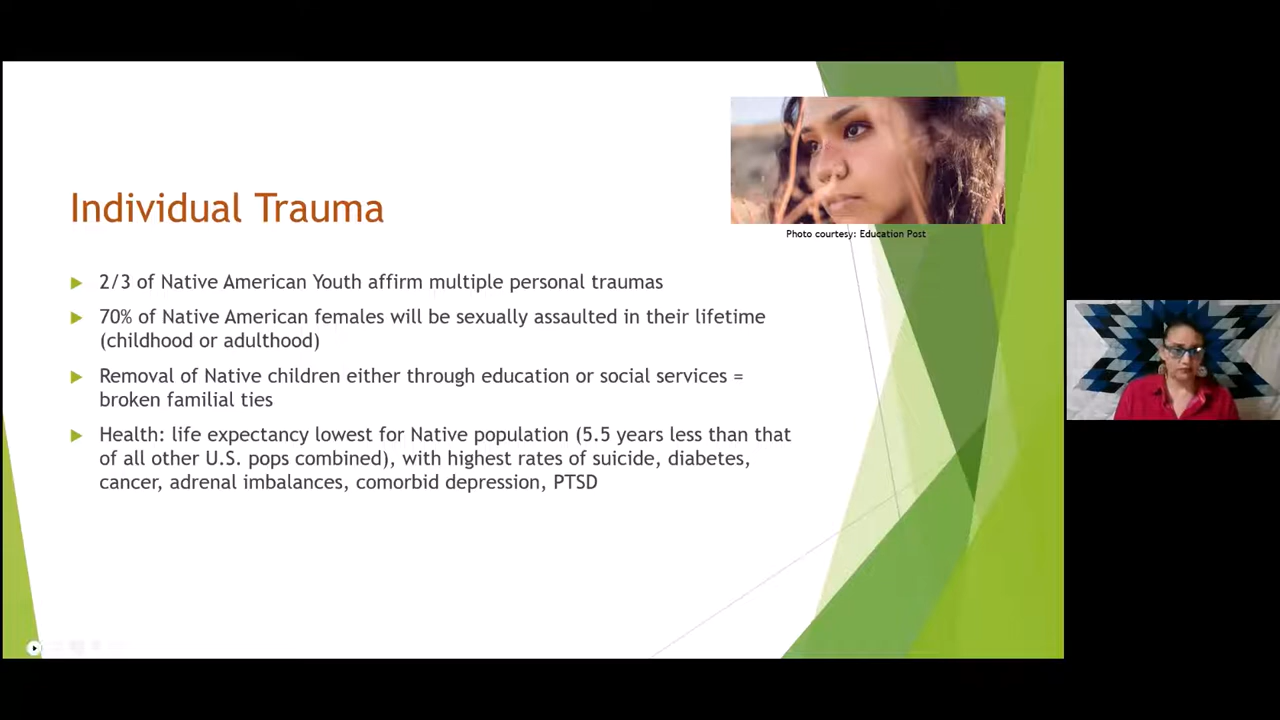 Photo courtesy: Education Post
Individual Trauma
2/3 of Native American Youth affirm multiple personal traumas
70% of Native American females will be sexually assaulted in their lifetime
(childhood or adulthood)
Removal of Native children either through education or social services =
broken familial ties
Health: life expectancy lowest for Native population (5.5 years less than that
of all other U.S. pops combined), with highest rates of suicide, diabetes,
cancer, adrenal imbalances, comorbid depression, PTSD